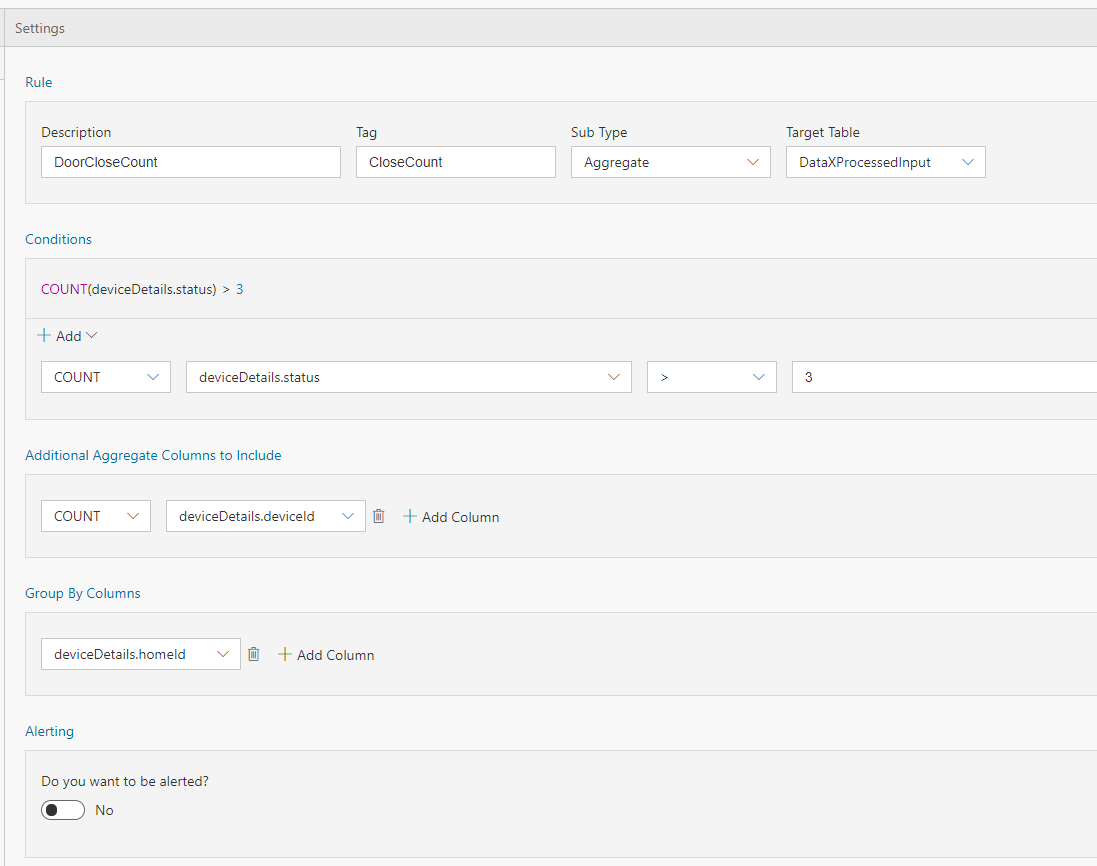 Settings
Rule
Description Tag Sub Type Target Table
DoorCloseCount CloseCount Aggregate DataXProcessedInput
Conditions
COUNT(deviceDetails.status) > 3
Add
COUNT deviceDetails.status > 3
Additional Aggregate Columns to Include
COUNT deviceDetails.deviceId Add Column
Group By Columns
deviceDetails.homeId Add Column
Alerting
Do you want to be alerted?
No